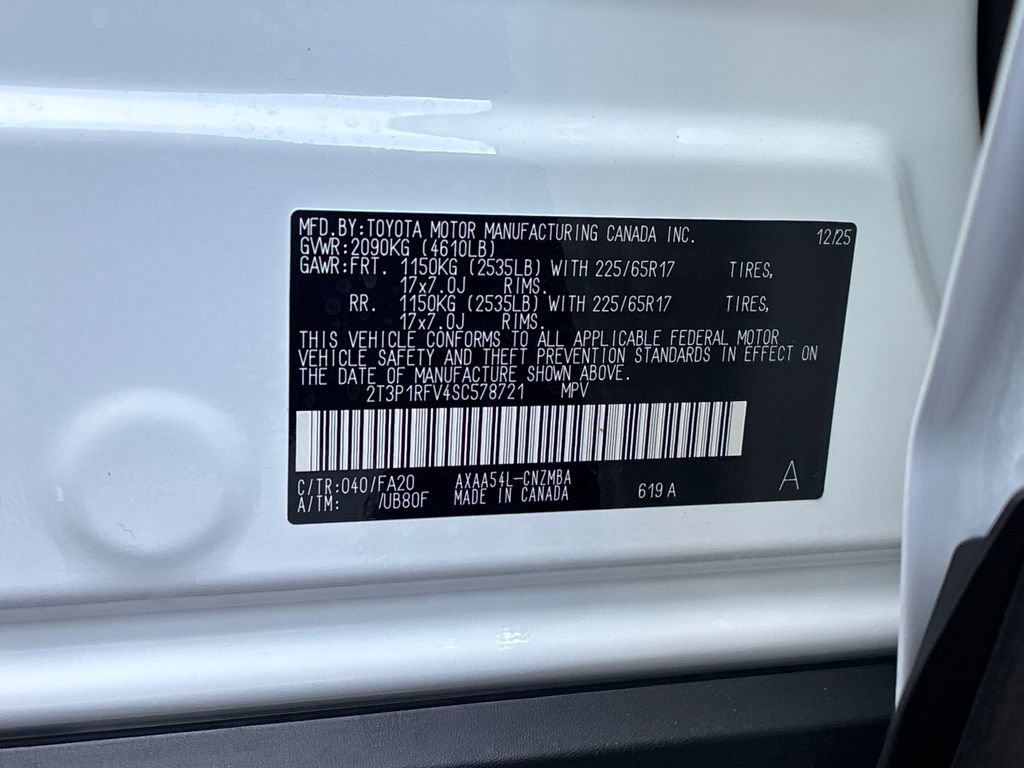 MFD.BY:TOYOTA MOTOR MANUFACTURING CANADA INC. 12/25
GVWR:2090KG (4610LB)
GAWR:FRT. 1150KG (2535LB) WITH 225/65R17 TIRES,
17x7.0J RIMS.
RR. 1150KG (2535LB) WITH 225/65R17 TIRES,
17x7.0J RIMS.
THIS VEHICLE CONFORMS TO ALL APPLICABLE FEDERAL MOTOR
VEHICLE SAFETY AND THEFT PREVENTION STANDARDS IN EFFECT ON
THE DATE OF MANUFACTURE SHOWN ABOVE.
2T3P1RFV4SC578721 MPV
C/TR:040/FA20 AXAA54L-CNZMBA
A/TM: /UB80F MADE IN CANADA 619A A